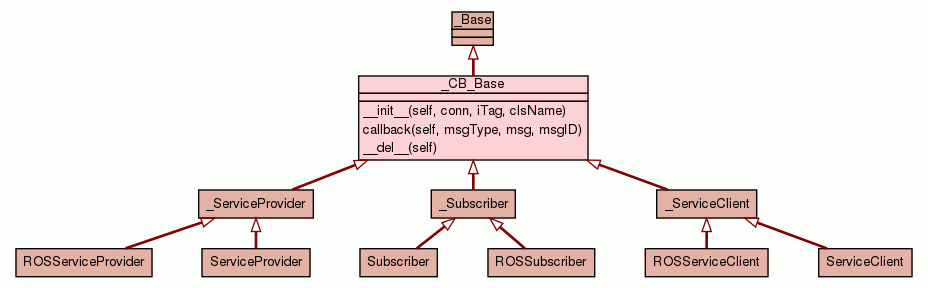 _Base
_CB_Base
__init__(self, conn, iTag, clsName)
callback(self, msgType, msg, msgID)
__del__(self)
_ServiceProvider
_Subscriber
_ServiceClient
ROSServiceProvider
ServiceProvider
Subscriber
ROSSubscriber
ROSServiceClient
ServiceClient